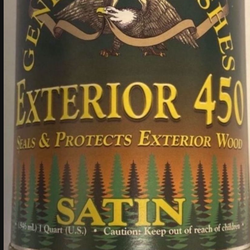 EXTERIOR 450
SEALS & PROTECTS EXTERIOR WOOD
SATIN
1 Quart (U.S.) • Caution: Keep out of reach of children